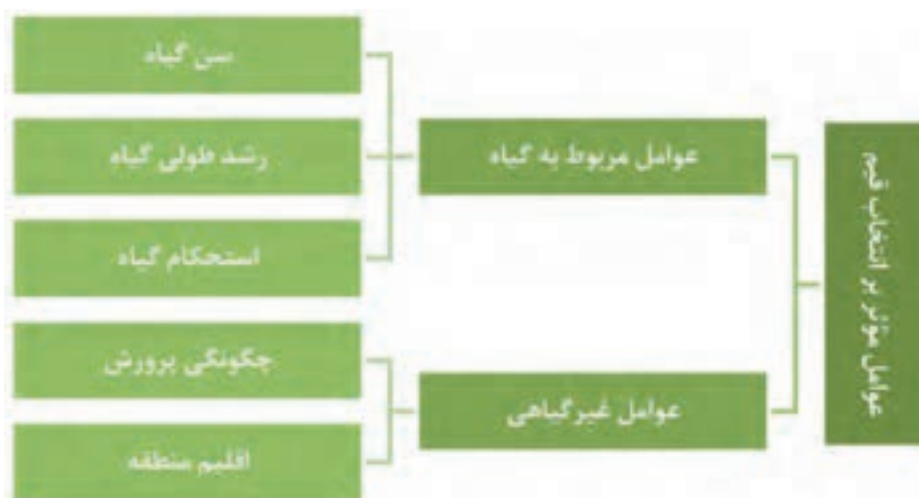 عوامل مؤثر بر انتخاب قیم
عوامل مربوط به گیاه
سن گیاه
رشد طولی گیاه
استحکام گیاه
عوامل غیرگیاهی
چگونگی پرورش
اقلیم منطقه